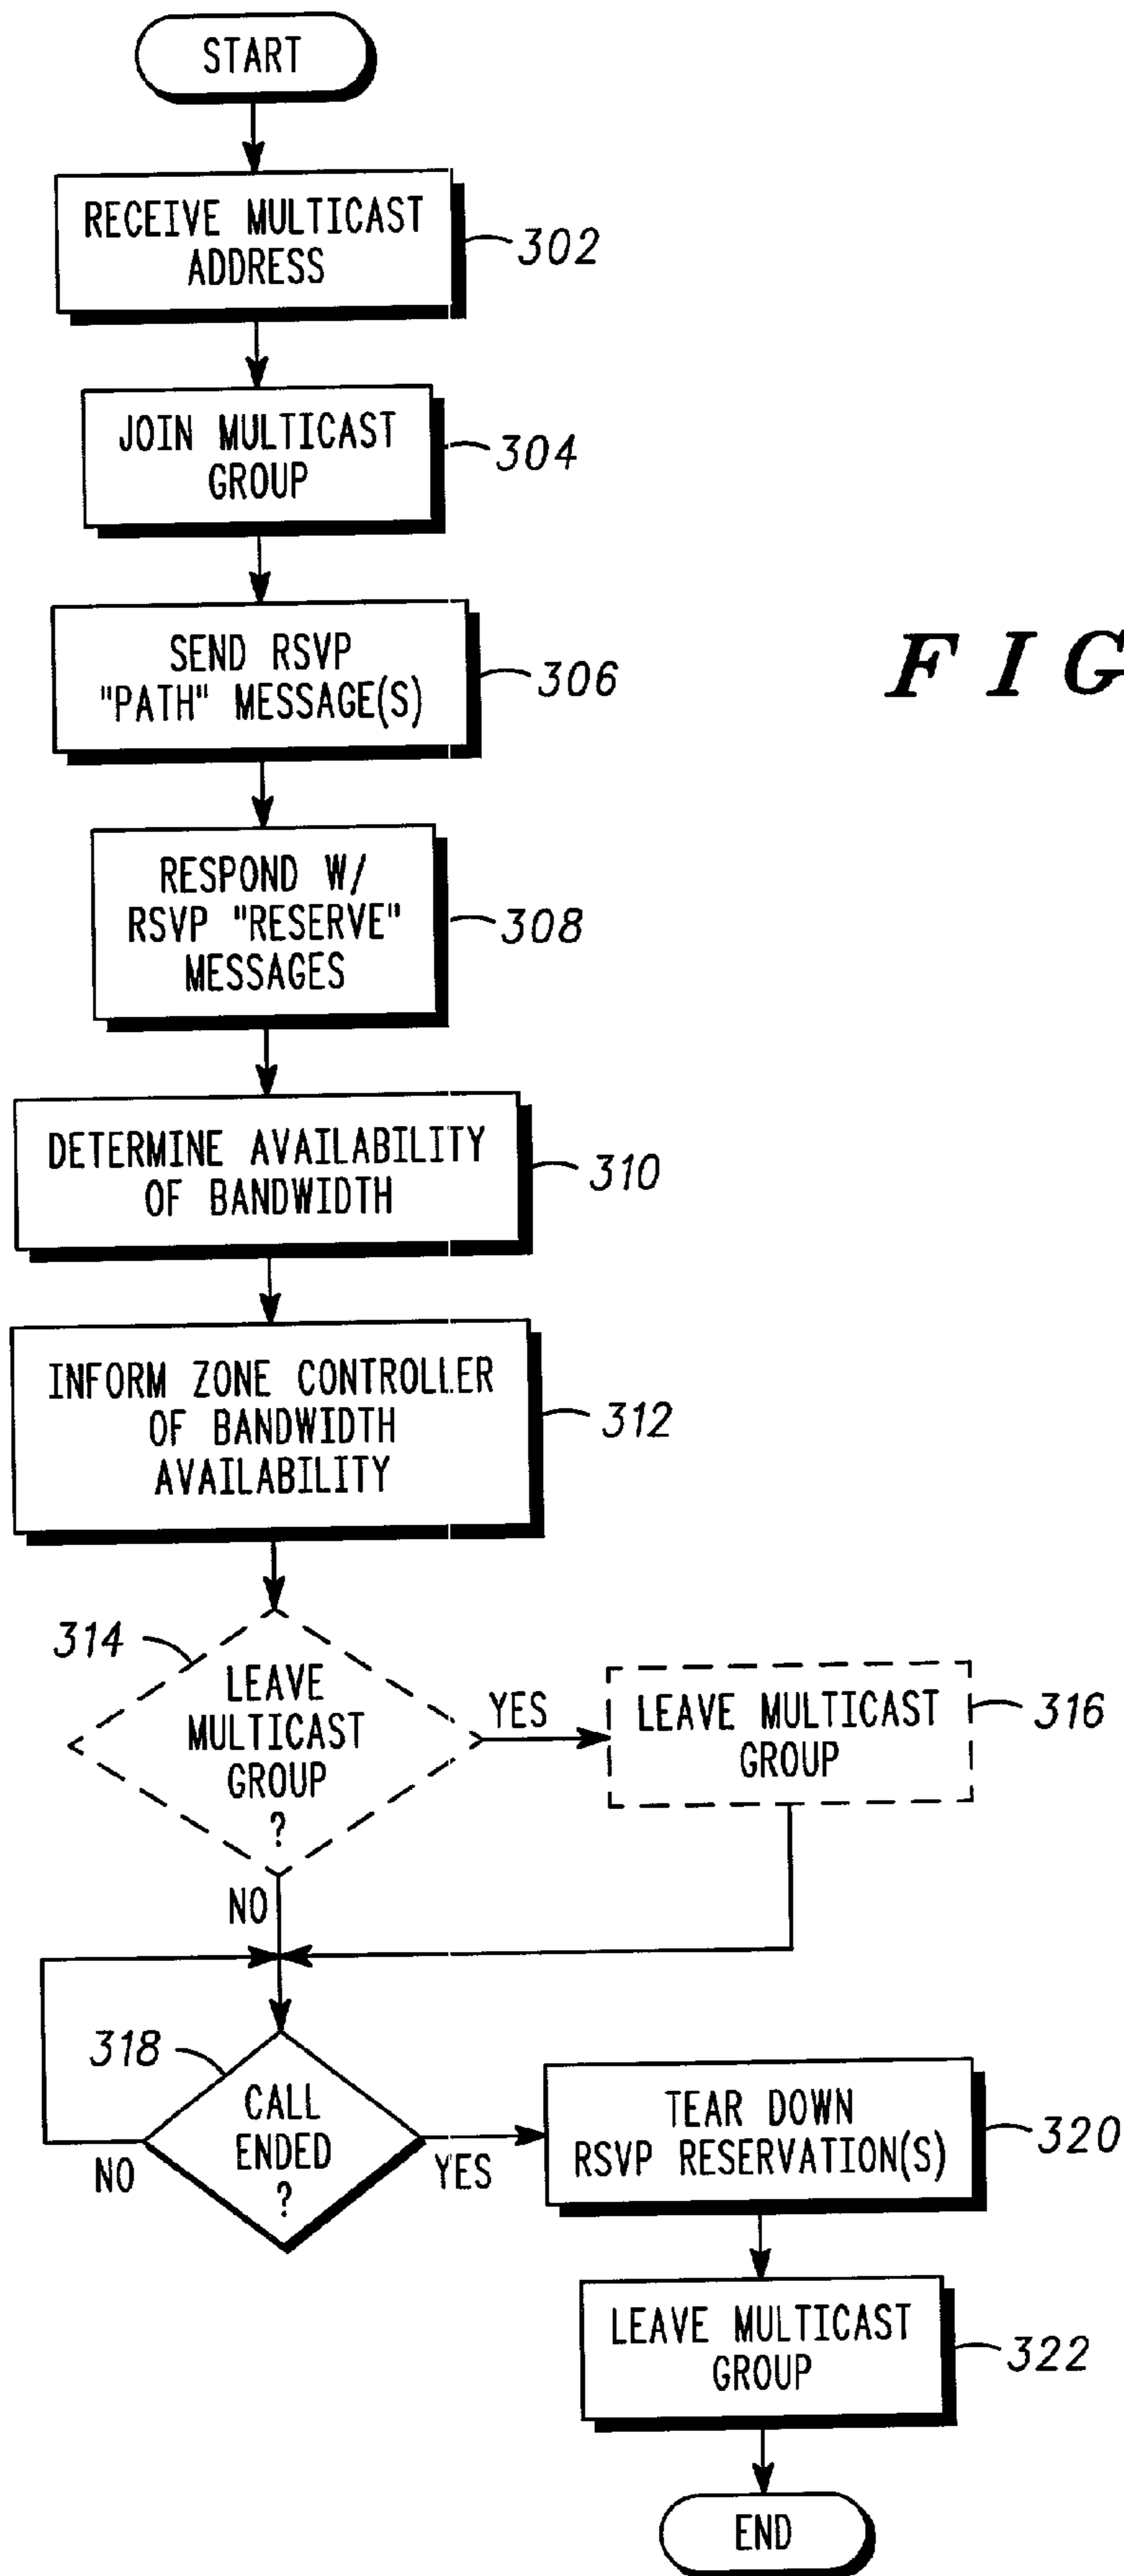 START
RECEIVE MULTICAST
ADDRESS
302
JOIN MULTICAST
GROUP
304
SEND RSVP
"PATH" MESSAGE(S)
306
FIG
RESPOND W/
RSVP "RESERVE"
MESSAGES
308
DETERMINE AVAILABILITY
OF BANDWIDTH
310
INFORM ZONE CONTROLLER
OF BANDWIDTH
AVAILABILITY
312
314
LEAVE
MULTICAST
GROUP
?
YES
LEAVE MULTICAST
GROUP
316
NO
318
CALL
ENDED
?
NO
YES
TEAR DOWN
RSVP RESERVATION(S)
320
LEAVE MULTICAST
GROUP
322
END